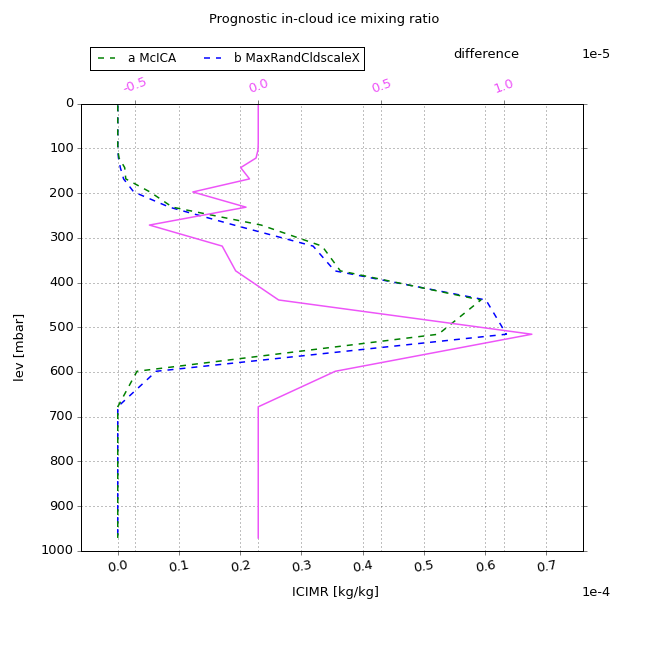 Prognostic in-cloud ice mixing ratio
a McICA b MaxRandCldscaleX difference 1e-5
-0.5 0.0 0.5 1.0
0
100
200
300
400
500
600
700
800
900
1000
lev [mbar]
0.0 0.1 0.2 0.3 0.4 0.5 0.6 0.7
ICIMR [kg/kg] 1e-4